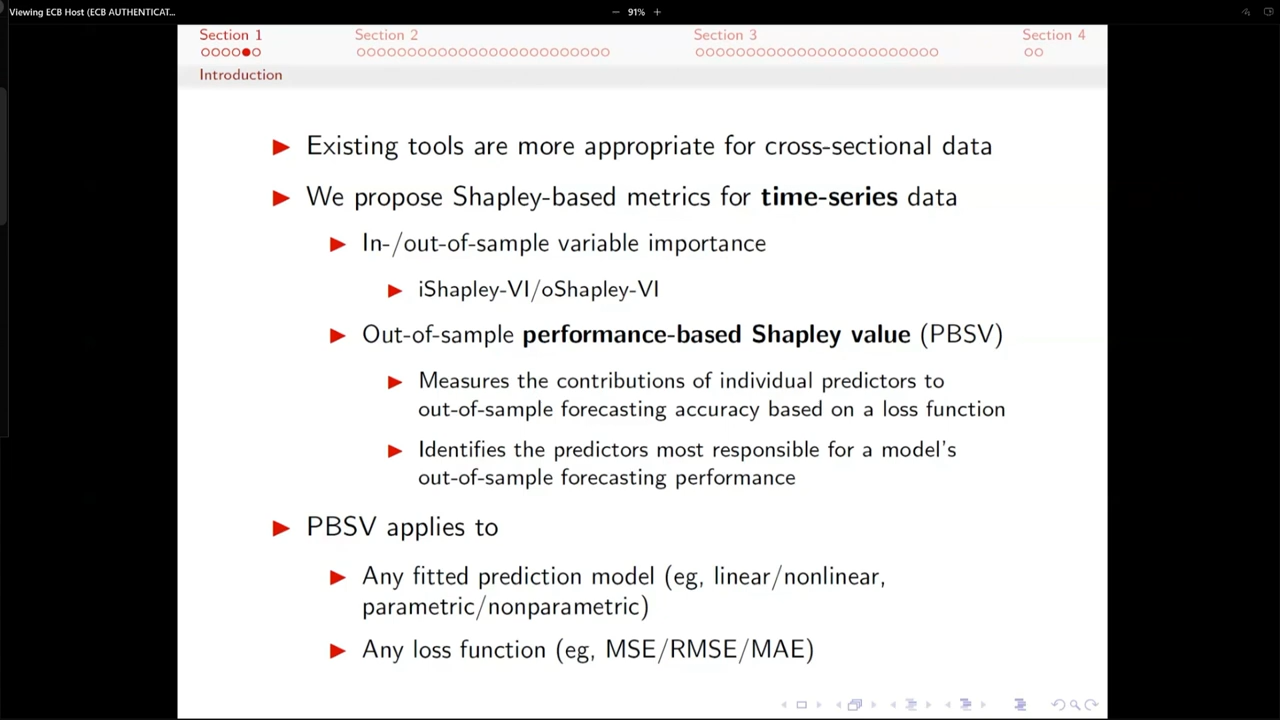 Viewing ECB Host (ECB AUTHENTICAT...
91%
Section 1 Section 2 Section 3 Section 4
Introduction
Existing tools are more appropriate for cross-sectional data
We propose Shapley-based metrics for time-series data
In-/out-of-sample variable importance
iShapley-VI/oShapley-VI
Out-of-sample performance-based Shapley value (PBSV)
Measures the contributions of individual predictors to
out-of-sample forecasting accuracy based on a loss function
Identifies the predictors most responsible for a model's
out-of-sample forecasting performance
PBSV applies to
Any fitted prediction model (eg, linear/nonlinear,
parametric/nonparametric)
Any loss function (eg, MSE/RMSE/MAE)